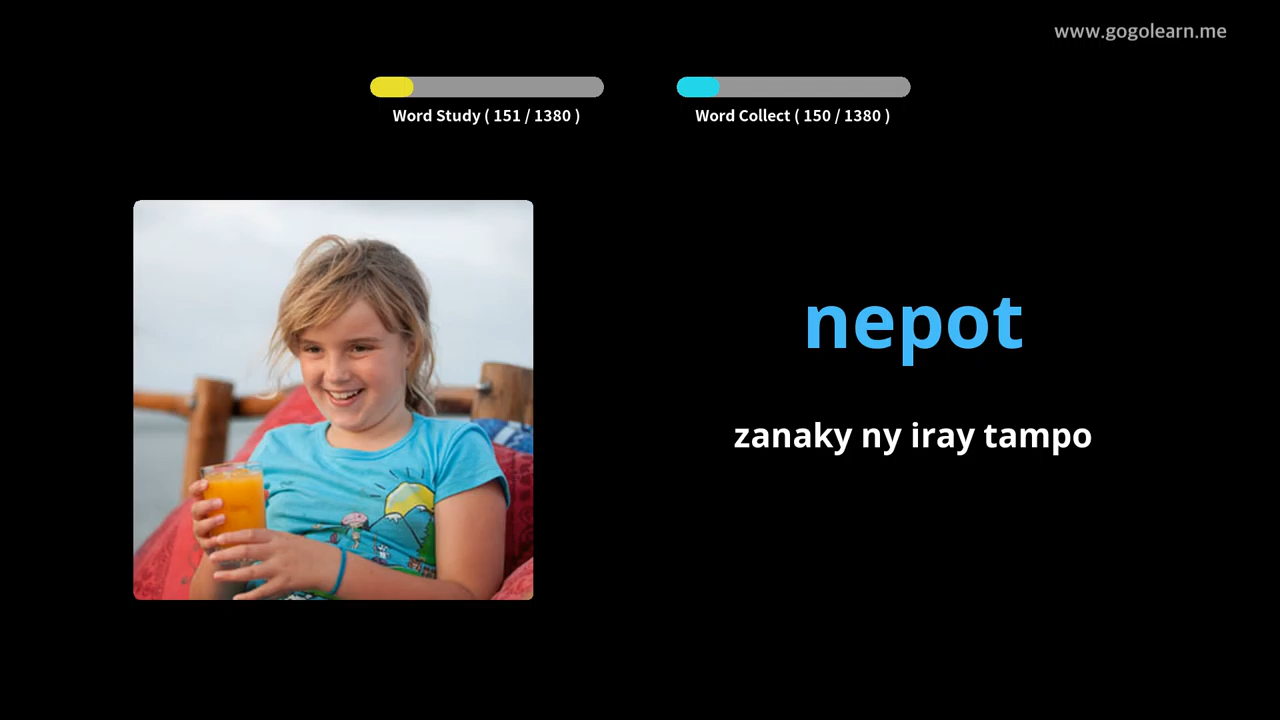 www.gogolearn.me
Word Study ( 151 / 1380 )
Word Collect ( 150 / 1380 )
nepot
zanaky ny iray tampo